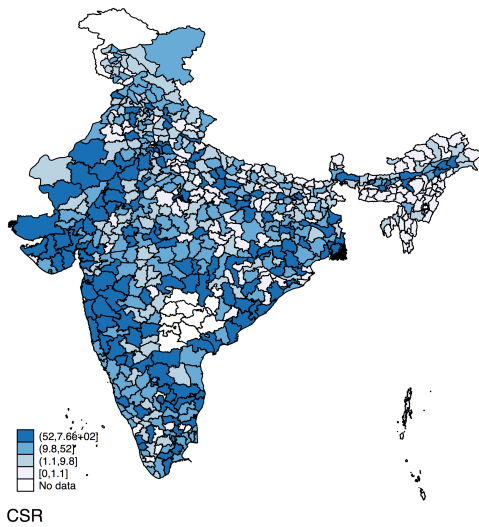 (52,7.6e+02]
(9.8,52]
(1.1,9.8]
[0,1.1]
No data
CSR